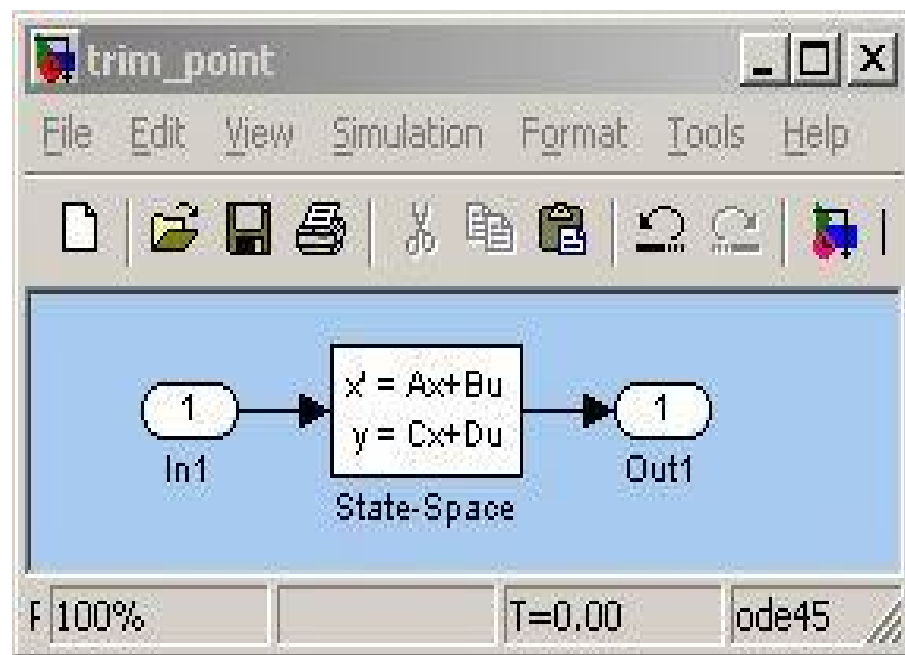 trim_point
File Edit View Simulation Format Tools Help
x' = Ax+Bu
y = Cx+Du
1
1
In1
Out1
State-Space
F 100% T=0.00 ode45